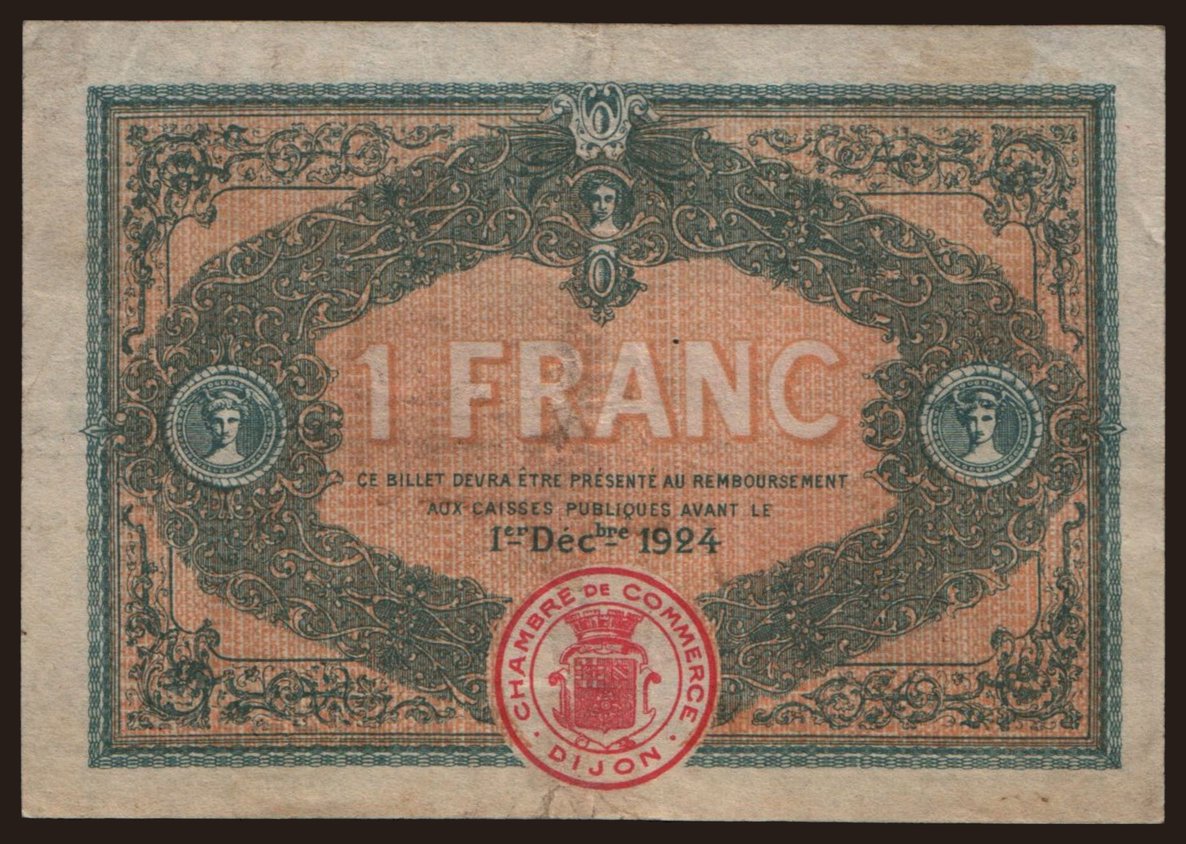 1 FRANC
CE BILLET DEVRA ÊTRE PRÉSENTÉ AU REMBOURSEMENT
AUX CAISSES PUBLIQUES AVANT LE
1er Décbre 1924
CHAMBRE DE COMMERCE
· DIJON ·